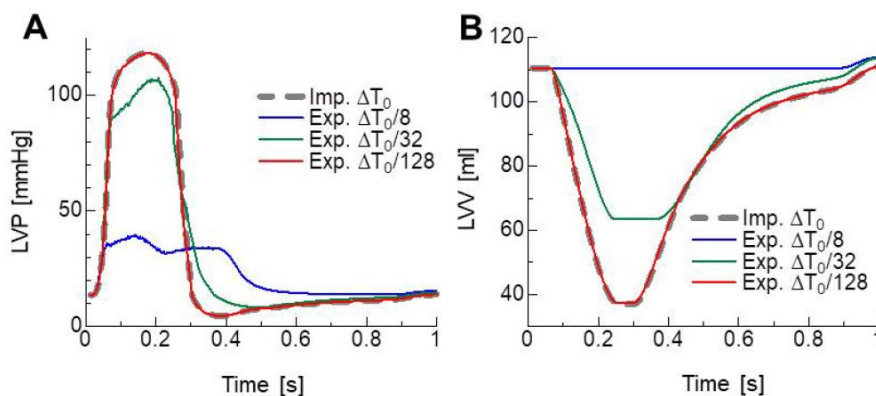 A
LVP [mmHg]
100
50
0
Imp. ΔT₀
Exp. ΔT₀/8
Exp. ΔT₀/32
Exp. ΔT₀/128
0 0.2 0.4 0.6 0.8 1
Time [s]
B
LVV [ml]
120
100
80
60
40
Imp. ΔT₀
Exp. ΔT₀/8
Exp. ΔT₀/32
Exp. ΔT₀/128
0 0.2 0.4 0.6 0.8 1
Time [s]